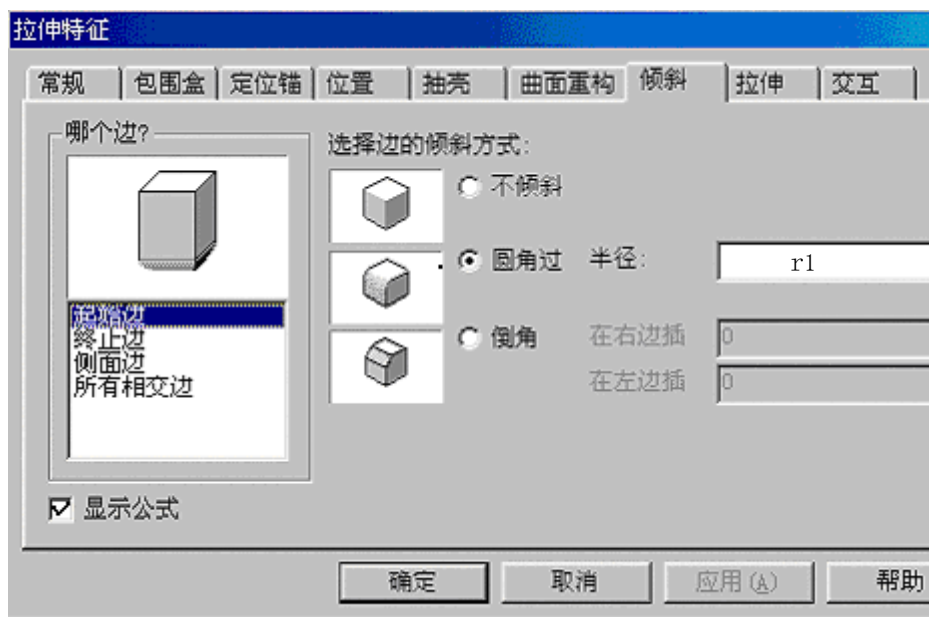 拉伸特征
常规 包围盒 定位锚 位置 抽壳 曲面重构 倾斜 拉伸 交互
哪个边?
选择边的倾斜方式:
不倾斜
圆角过 半径: r1
起始边
终止边
侧面边
所有相交边
倒角 在右边插 0
在左边插 0
显示公式
确定 取消 应用(A) 帮助